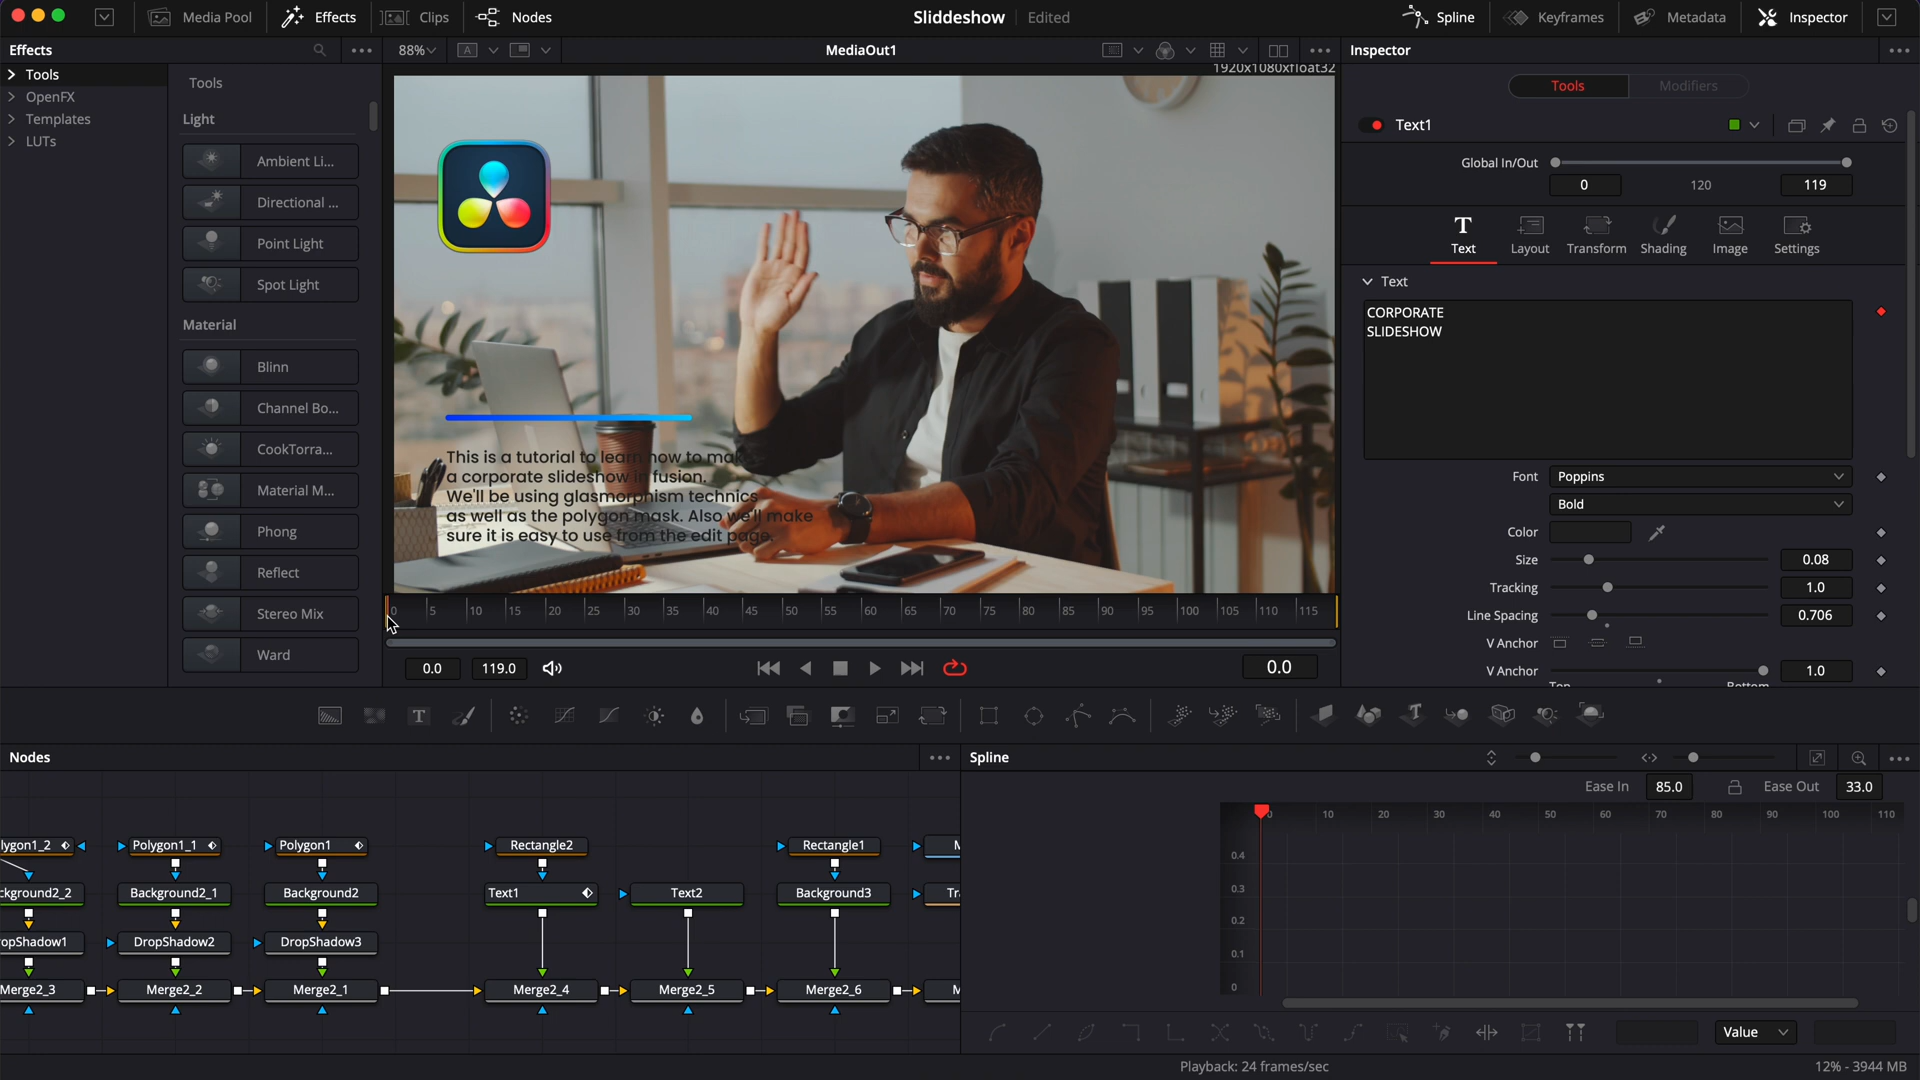 Media Pool
Effects
Clips
Nodes
Sliddeshow
Edited
Spline
Keyframes
Metadata
Inspector
Effects
88%
A
MediaOut1
Inspector
1920x1080xfloat32
Tools
OpenFX
Templates
LUTs
Tools
Light
Ambient Li...
Directional ...
Point Light
Spot Light
Material
Blinn
Channel Bo...
CookTorra...
Material M...
Phong
Reflect
Stereo Mix
Ward
This is a tutorial to learn how to make
a corporate slideshow in fusion.
We'll be using glasmorphism technics
as well as the polygon mask. Also we'll make
sure it is easy to use from the edit page.
0 5 10 15 20 25 30 35 40 45 50 55 60 65 70 75 80 85 90 95 100 105 110 115
0.0
119.0
0.0
Tools
Modifiers
Text1
Global In/Out
0
120
119
T
Text
Layout
Transform
Shading
Image
Settings
Text
CORPORATE
SLIDESHOW
Font
Poppins
Bold
Color
Size
0.08
Tracking
1.0
Line Spacing
0.706
V Anchor
V Anchor
1.0
Top
Bottom
T
T
Nodes
lygon1_2
Polygon1_1
Polygon1
Rectangle2
Rectangle1
ckground2_2
Background2_1
Background2
Text1
Text2
Background3
Tra
opShadow1
DropShadow2
DropShadow3
Merge2_3
Merge2_2
Merge2_1
Merge2_4
Merge2_5
Merge2_6
Spline
Ease In
85.0
Ease Out
33.0
0 10 20 30 40 50 60 70 80 90 100 110
0.4
0.3
0.2
0.1
0
Value
Playback: 24 frames/sec
12% - 3944 MB